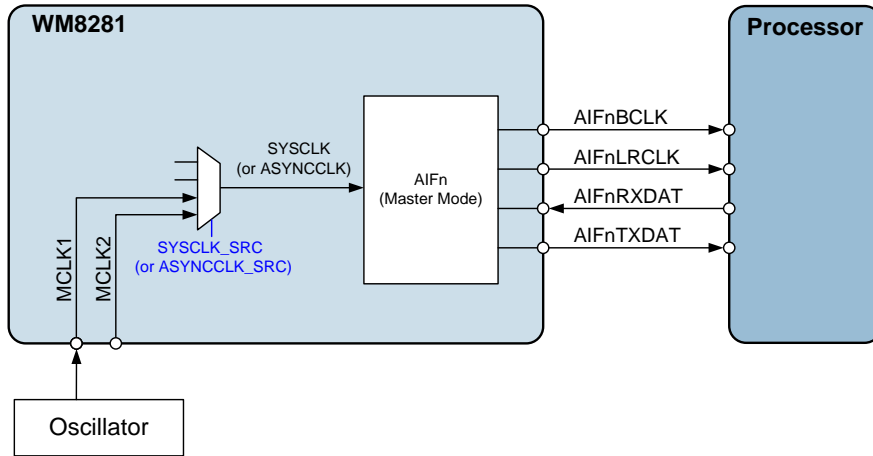 WM8281
Processor
AIFnBCLK
SYSCLK
(or ASYNCCLK)
AIFnLRCLK
AIFn
(Master Mode)
AIFnRXDAT
AIFnTXDAT
SYSCLK_SRC
(or ASYNCCLK_SRC)
MCLK1
MCLK2
Oscillator